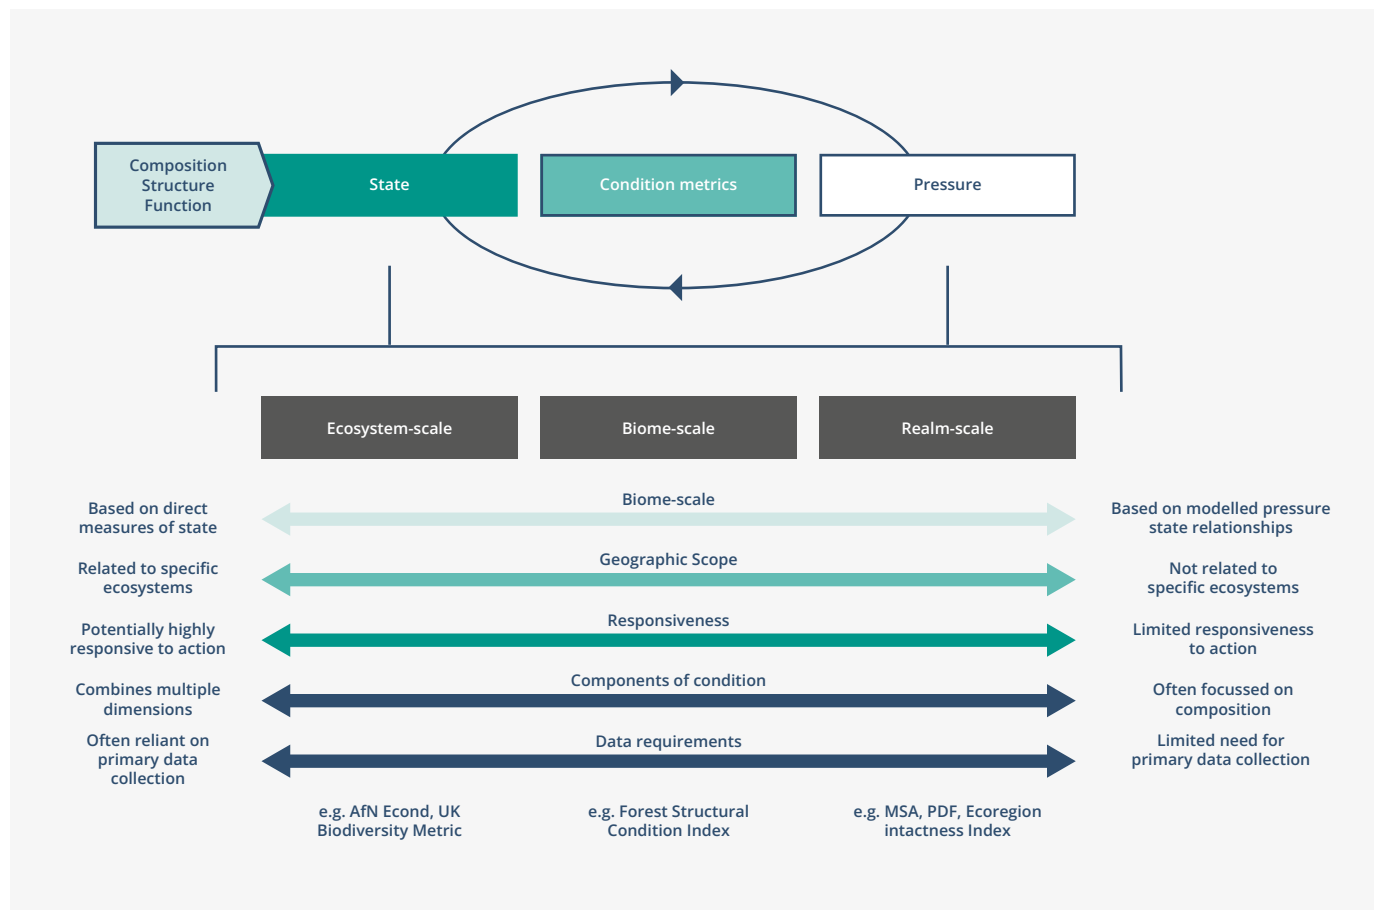 Composition
Structure
Function
State
Condition metrics
Pressure
Ecosystem-scale
Biome-scale
Realm-scale
Based on direct
measures of state
Biome-scale
Based on modelled pressure
state relationships
Related to specific
ecosystems
Geographic Scope
Not related to
specific ecosystems
Potentially highly
responsive to action
Responsiveness
Limited responsiveness
to action
Combines multiple
dimensions
Components of condition
Often focussed on
composition
Often reliant on
primary data
collection
Data requirements
Limited need for
primary data collection
e.g. AfN Econd, UK
Biodiversity Metric
e.g. Forest Structural
Condition Index
e.g. MSA, PDF, Ecoregion
intactness Index